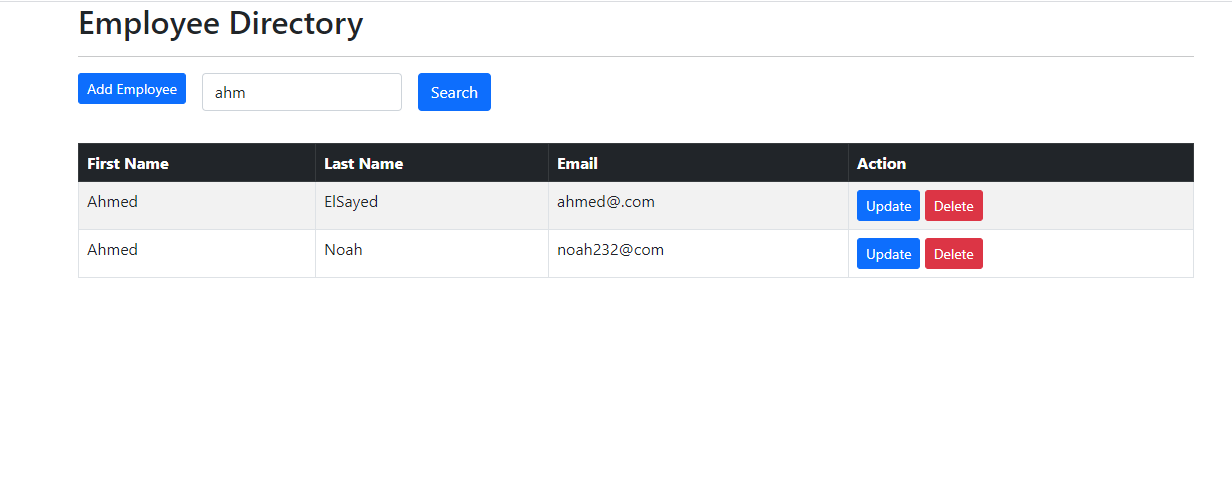 Employee Directory
Add Employee ahm Search
First Name Last Name Email Action
Ahmed ElSayed ahmed@.com Update Delete
Ahmed Noah noah232@com Update Delete